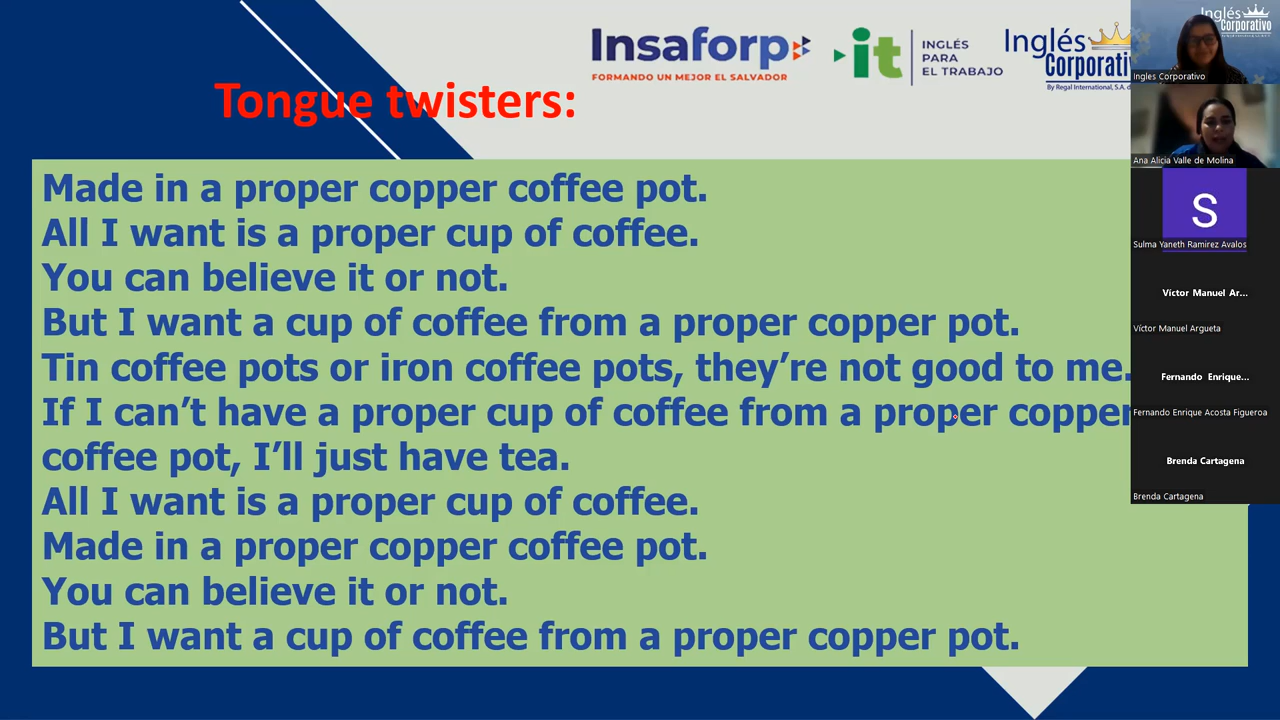 Insaforp
FORMANDO UN MEJOR EL SALVADOR
it
INGLÉS
PARA
EL TRABAJO
Inglés
Corporativ
By Regal International, S.A. d
Tongue twisters:
Made in a proper copper coffee pot.
All I want is a proper cup of coffee.
You can believe it or not.
But I want a cup of coffee from a proper copper pot.
Tin coffee pots or iron coffee pots, they’re not good to me.
If I can’t have a proper cup of coffee from a proper copper
coffee pot, I’ll just have tea.
All I want is a proper cup of coffee.
Made in a proper copper coffee pot.
You can believe it or not.
But I want a cup of coffee from a proper copper pot.
Inglés
Corporativo
Ingles Corporativo
Ana Alicia Valle de Molina
S
Sulma Yaneth Ramirez Avalos
Víctor Manuel Ar...
Víctor Manuel Argueta
Fernando Enrique...
Fernando Enrique Acosta Figueroa
Brenda Cartagena
Brenda Cartagena